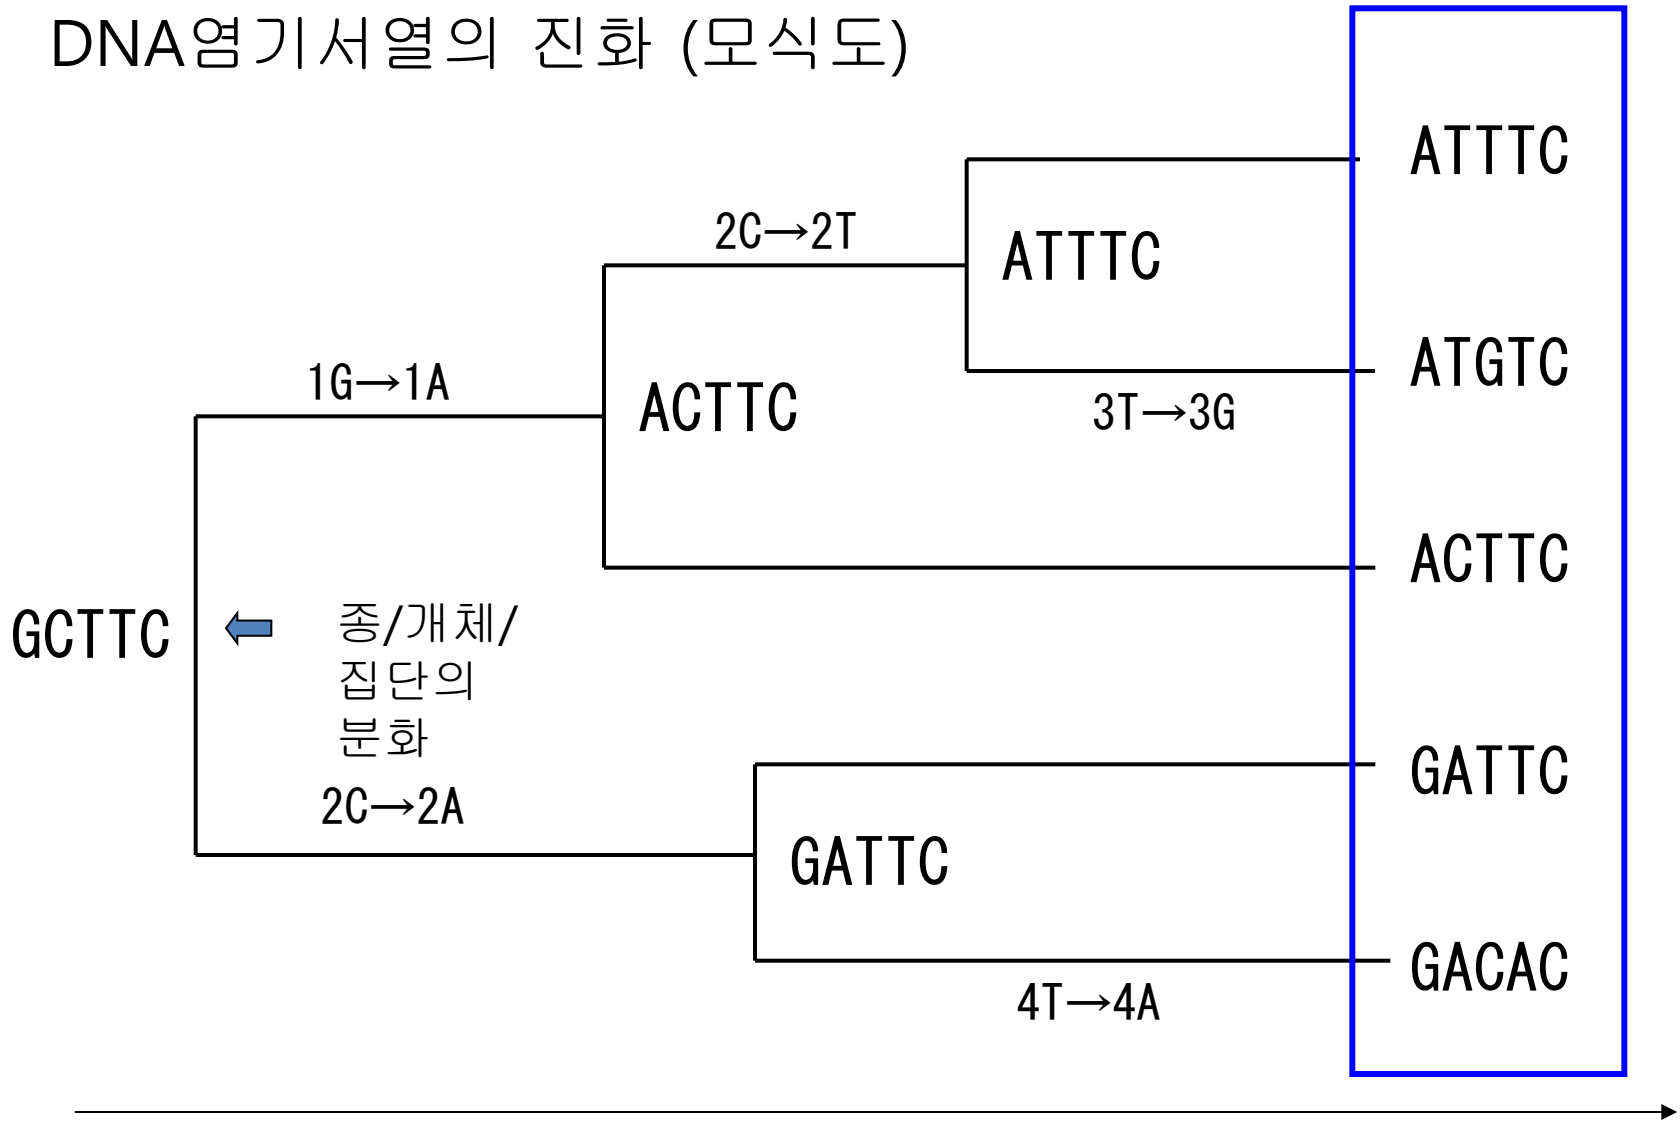 DNA염기서열의 진화 (모식도)
ATTTC
2C→2T
ATTTC
1G→1A
ATGTC
ACTTC
3T→3G
ACTTC
GCTTC
종/개체/
집단의
분화
GATTC
2C→2A
GATTC
GACAC
4T→4A